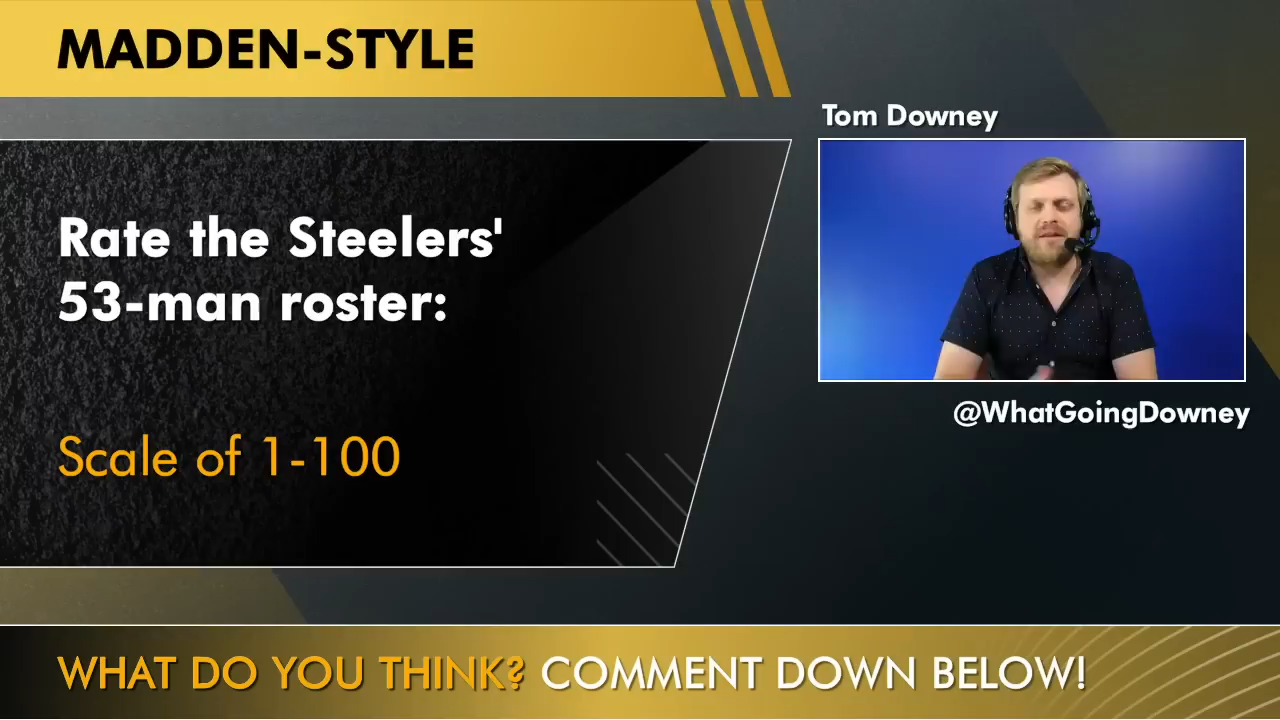 MADDEN-STYLE
Tom Downey
Rate the Steelers'
53-man roster:
@WhatGoingDowney
Scale of 1-100
WHAT DO YOU THINK? COMMENT DOWN BELOW!